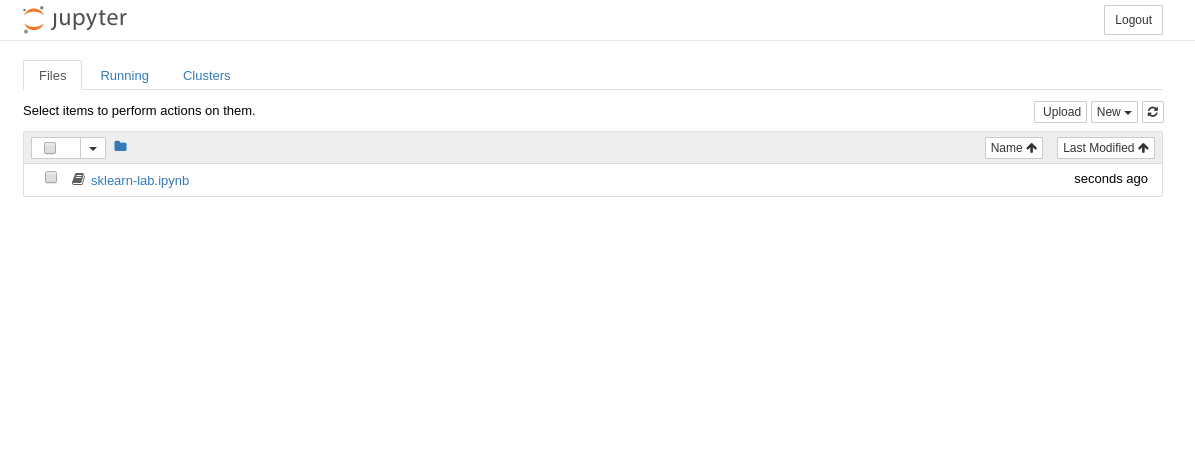 jupyter
Logout
Files Running Clusters
Select items to perform actions on them.
Upload New
Name Last Modified
sklearn-lab.ipynb seconds ago